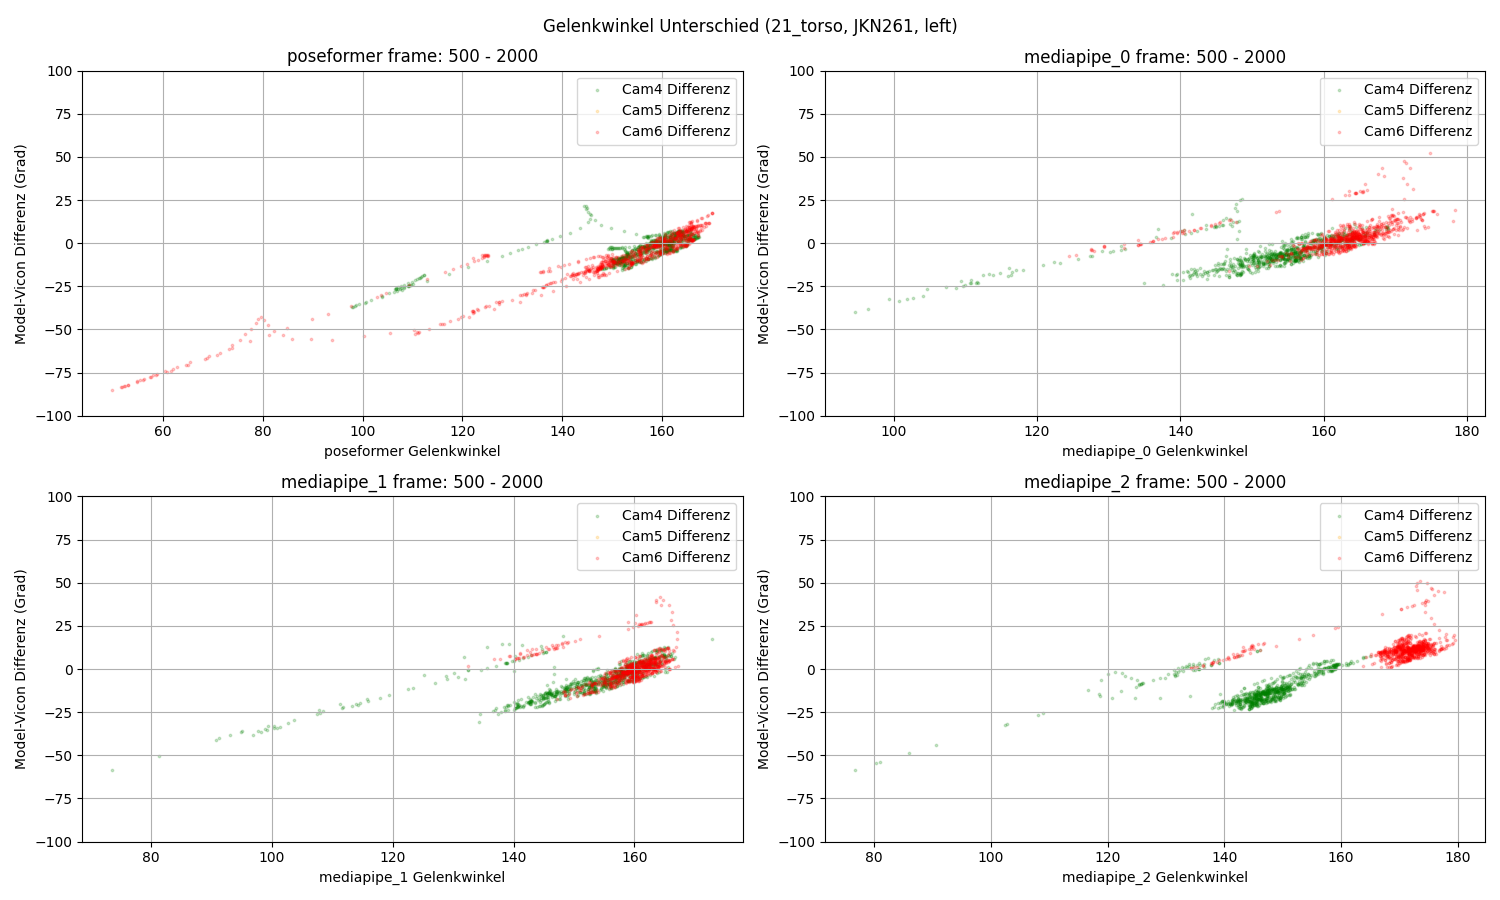 Gelenkwinkel Unterschied (21_torso, JKN261, left)
poseformer frame: 500 - 2000
100
75
50
25
0
−25
−50
−75
−100
Model-Vicon Differenz (Grad)
Cam4 Differenz
Cam5 Differenz
Cam6 Differenz
60 80 100 120 140 160
poseformer Gelenkwinkel
mediapipe_0 frame: 500 - 2000
100
75
50
25
0
−25
−50
−75
−100
Model-Vicon Differenz (Grad)
Cam4 Differenz
Cam5 Differenz
Cam6 Differenz
100 120 140 160 180
mediapipe_0 Gelenkwinkel
mediapipe_1 frame: 500 - 2000
100
75
50
25
0
−25
−50
−75
−100
Model-Vicon Differenz (Grad)
Cam4 Differenz
Cam5 Differenz
Cam6 Differenz
80 100 120 140 160
mediapipe_1 Gelenkwinkel
mediapipe_2 frame: 500 - 2000
100
75
50
25
0
−25
−50
−75
−100
Model-Vicon Differenz (Grad)
Cam4 Differenz
Cam5 Differenz
Cam6 Differenz
80 100 120 140 160 180
mediapipe_2 Gelenkwinkel